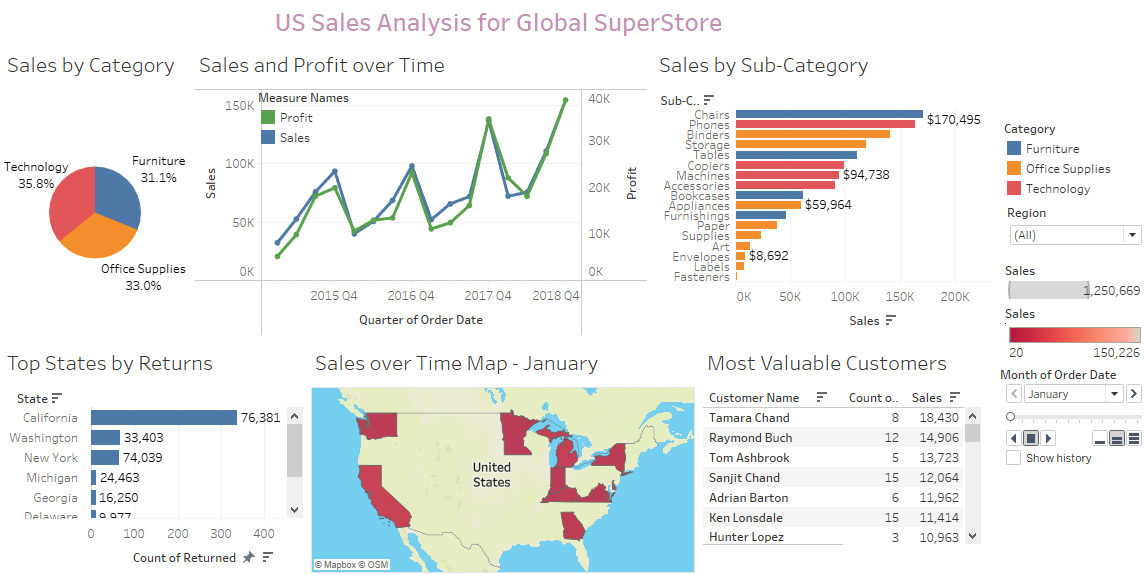 US Sales Analysis for Global SuperStore
Sales by Category
Technology
35.8%
Furniture
31.1%
Office Supplies
33.0%
Sales and Profit over Time
Measure Names
Profit
Sales
150K
100K
50K
0K
Sales
40K
30K
20K
10K
0K
Profit
2015 Q4
2016 Q4
2017 Q4
2018 Q4
Quarter of Order Date
Sales by Sub-Category
Sub-C..
Chairs
Phones
Binders
Storage
Tables
Copiers
Machines
Accessories
Bookcases
Appliances
Furnishings
Paper
Supplies
Art
Envelopes
Labels
Fasteners
$170,495
$94,738
$59,964
$8,692
0K
50K
100K
150K
200K
Sales
Category
Furniture
Office Supplies
Technology
Region
(All)
Sales
1,250,669
Sales
20
150,226
Month of Order Date
January
Show history
Top States by Returns
State
California 76,381
Washington 33,403
New York 74,039
Michigan 24,463
Georgia 16,250
Delaware 9,977
0
100
200
300
400
Count of Returned
Sales over Time Map - January
United
States
© Mapbox © OSM
Most Valuable Customers
Customer Name Count o.. Sales
Tamara Chand 8 18,430
Raymond Buch 12 14,906
Tom Ashbrook 5 13,723
Sanjit Chand 15 12,064
Adrian Barton 6 11,962
Ken Lonsdale 15 11,414
Hunter Lopez 3 10,963